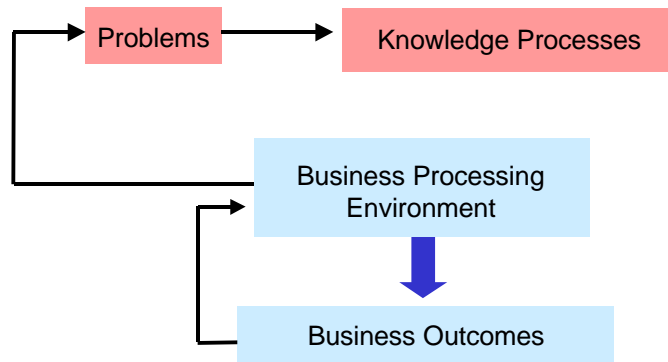 Problems
Knowledge Processes
Business Processing
Environment
Business Outcomes